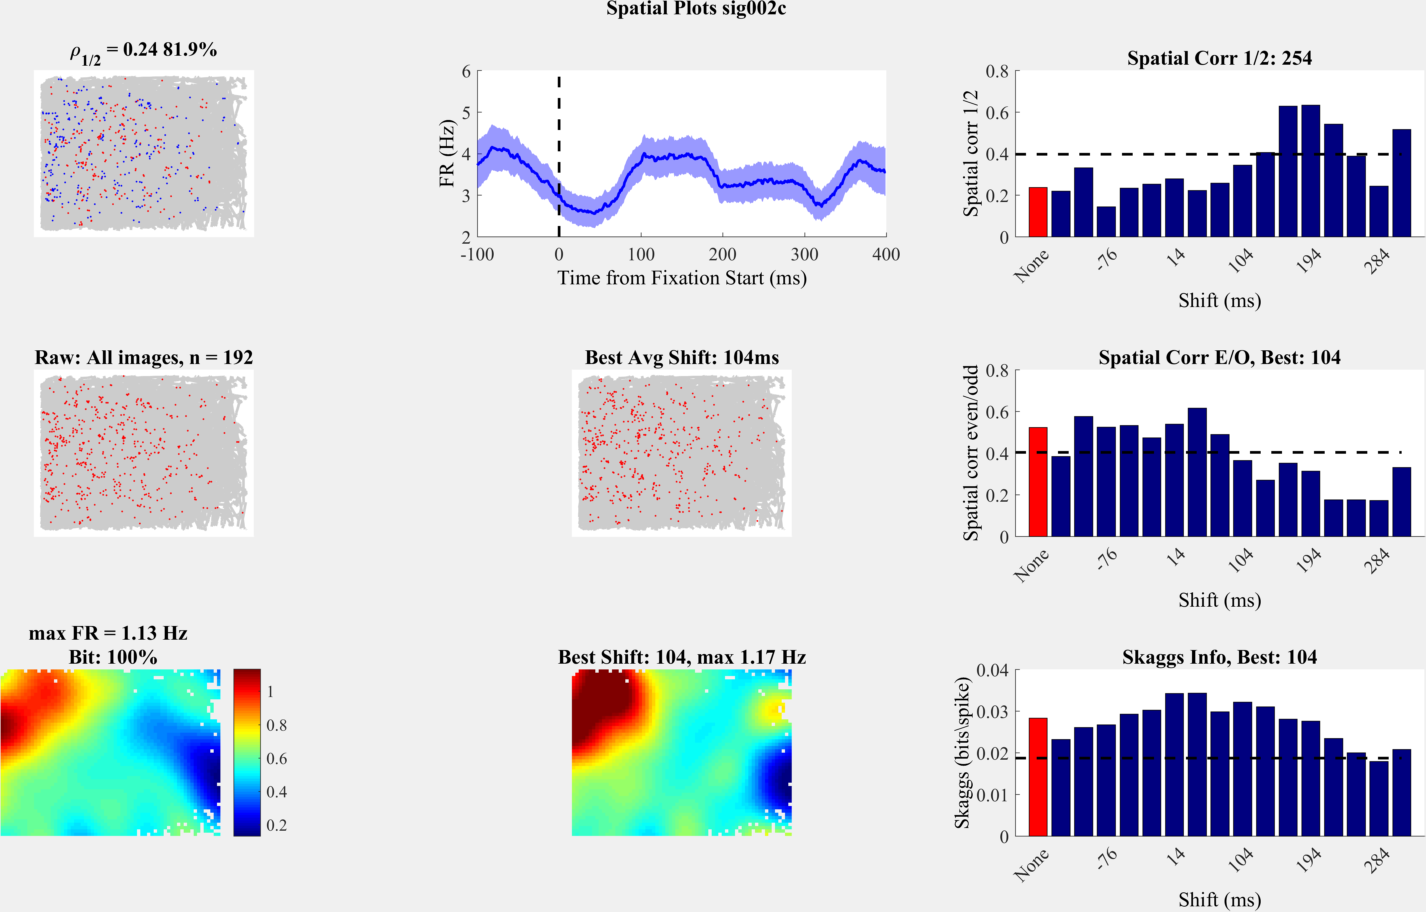 Spatial Plots sig002c
ρ1/2 = 0.24 81.9%
6
5
4
3
2
FR (Hz)
-100
0
100
200
300
400
Time from Fixation Start (ms)
Spatial Corr 1/2: 254
0.8
0.6
0.4
0.2
0
Spatial corr 1/2
None
-76
14
104
194
284
Shift (ms)
Raw: All images, n = 192
Best Avg Shift: 104ms
Spatial Corr E/O, Best: 104
0.8
0.6
0.4
0.2
0
Spatial corr even/odd
None
-76
14
104
194
284
Shift (ms)
max FR = 1.13 Hz
Bit: 100%
1
0.8
0.6
0.4
0.2
Best Shift: 104, max 1.17 Hz
Skaggs Info, Best: 104
0.04
0.03
0.02
0.01
0
Skaggs (bits\spike)
None
-76
14
104
194
284
Shift (ms)